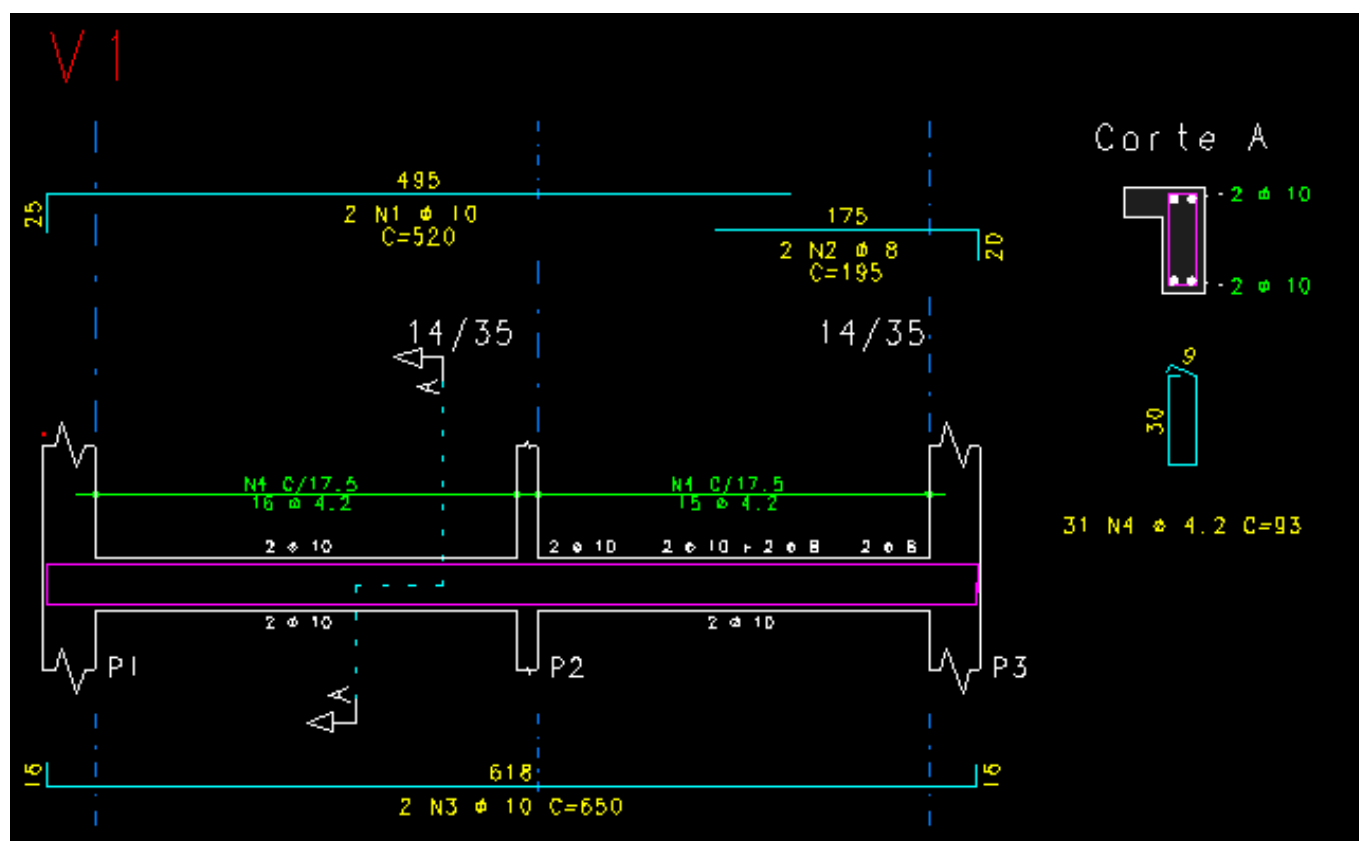 V1
Corte A
495
25
2 N1 ø 10
C=520
175
20
2 N2 ø 8
C=195
2 ø 10
2 ø 10
14/35
14/35
A
9
30
N4 C/17.5
16 ø 4.2
N4 C/17.5
15 ø 4.2
31 N4 ø 4.2 C=93
2 ø 10
2 ø 10
2 ø 10 + 2 ø 8
2 ø 8
2 ø 10
2 ø 10
P1
P2
P3
A
16
618
16
2 N3 ø 10 C=650